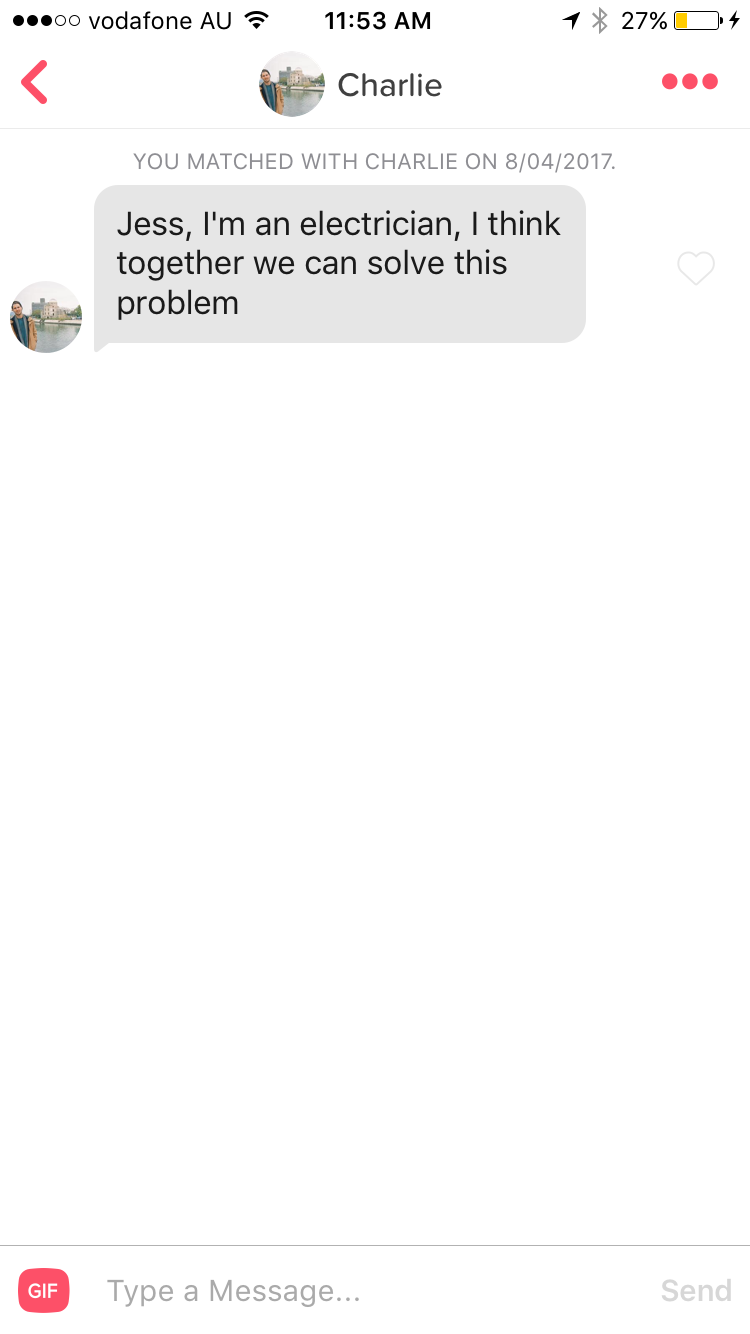 vodafone AU 11:53 AM 27%
Charlie
YOU MATCHED WITH CHARLIE ON 8/04/2017.
Jess, I'm an electrician, I think
together we can solve this
problem
GIF Type a Message... Send